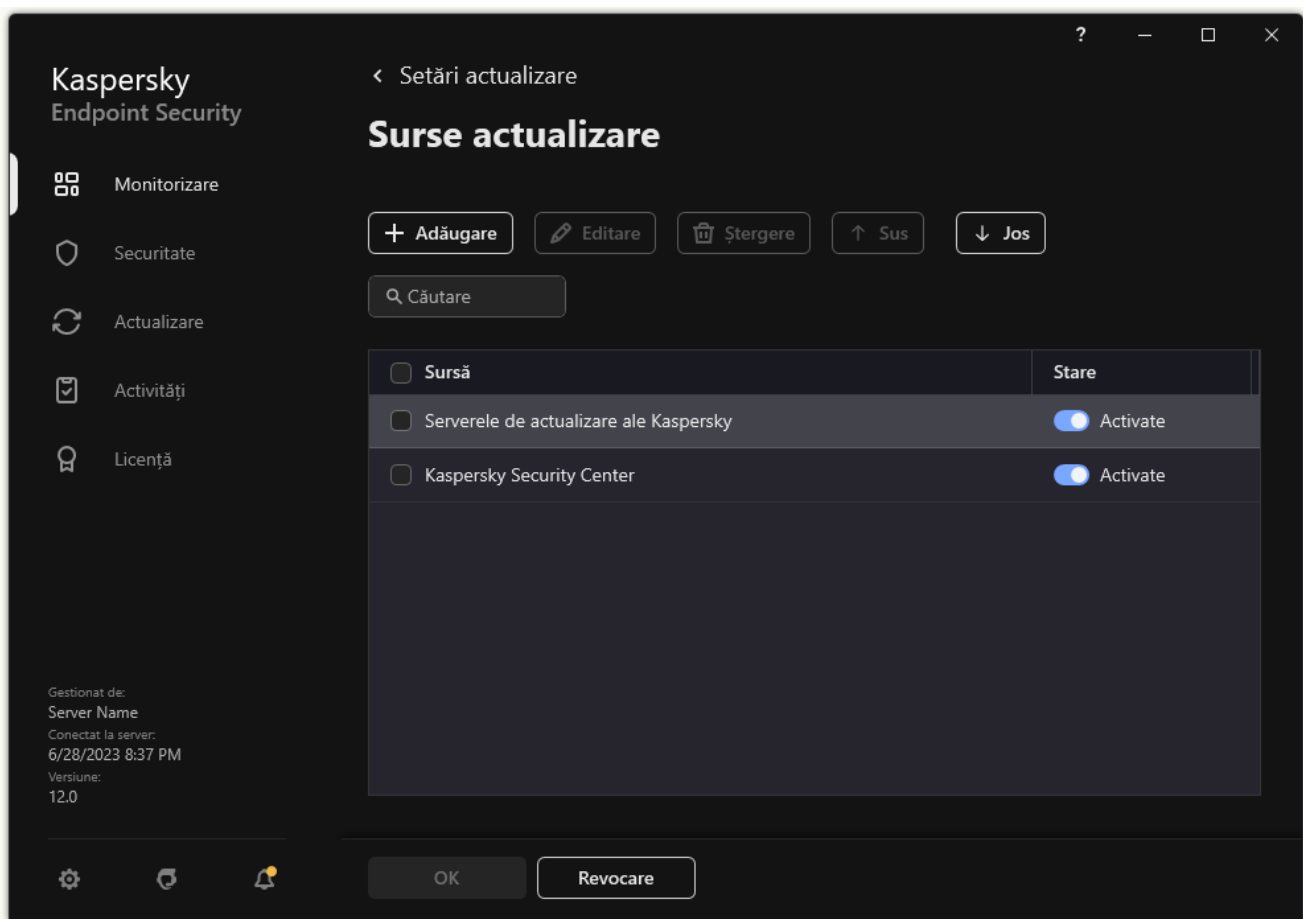 ?
Kaspersky
Endpoint Security
Monitorizare
Securitate
Actualizare
Activități
Licență
Gestionat de:
Server Name
Conectat la server:
6/28/2023 8:37 PM
Versiune:
12.0
Setări actualizare
Surse actualizare
Adăugare Editare Ștergere Sus Jos
Căutare
Sursă Stare
Serverele de actualizare ale Kaspersky Activate
Kaspersky Security Center Activate
OK Revocare